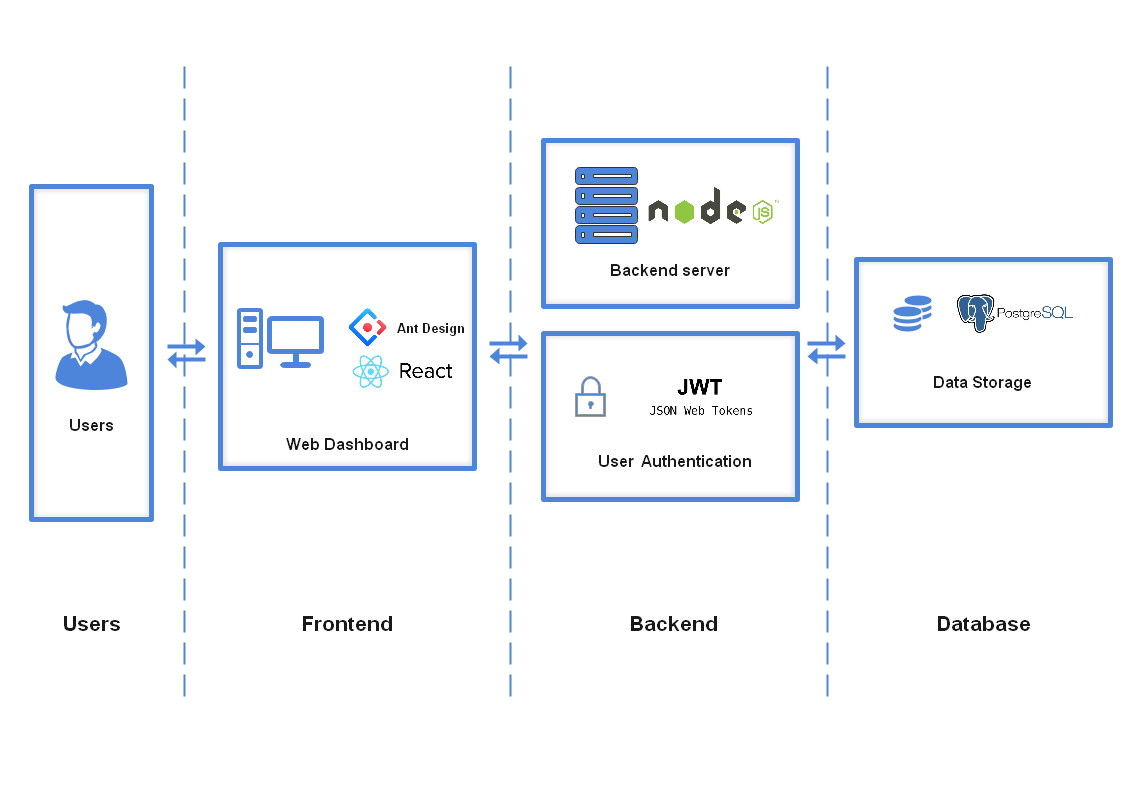 Users
Ant Design
React
Web Dashboard
node
JS
Backend server
JWT
JSON Web Tokens
User Authentication
PostgreSQL
Data Storage
Users
Frontend
Backend
Database